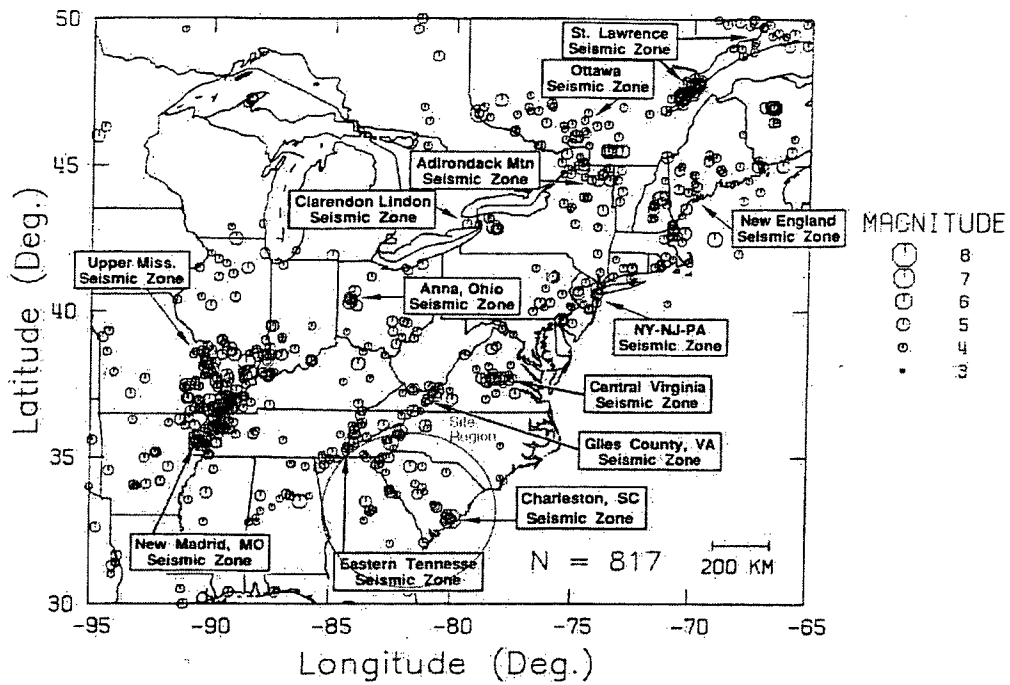 50
45
40
35
30
Latitude (Deg.)
-95
-90
-85
-80
-75
-70
-65
Longitude (Deg.)
St. Lawrence
Seismic Zone
Ottawa
Seismic Zone
Adirondack Mtn
Seismic Zone
Clarendon Lindon
Seismic Zone
New England
Seismic Zone
Upper Miss.
Seismic Zone
Anna, Ohio
Seismic Zone
NY-NJ-PA
Seismic Zone
Central Virginia
Seismic Zone
Site
Region
Giles County, VA
Seismic Zone
Charleston, SC
Seismic Zone
New Madrid, MO
Seismic Zone
Eastern Tennesse
Seismic Zone
N = 817
200 KM
MAGNITUDE
8
7
6
5
4
3